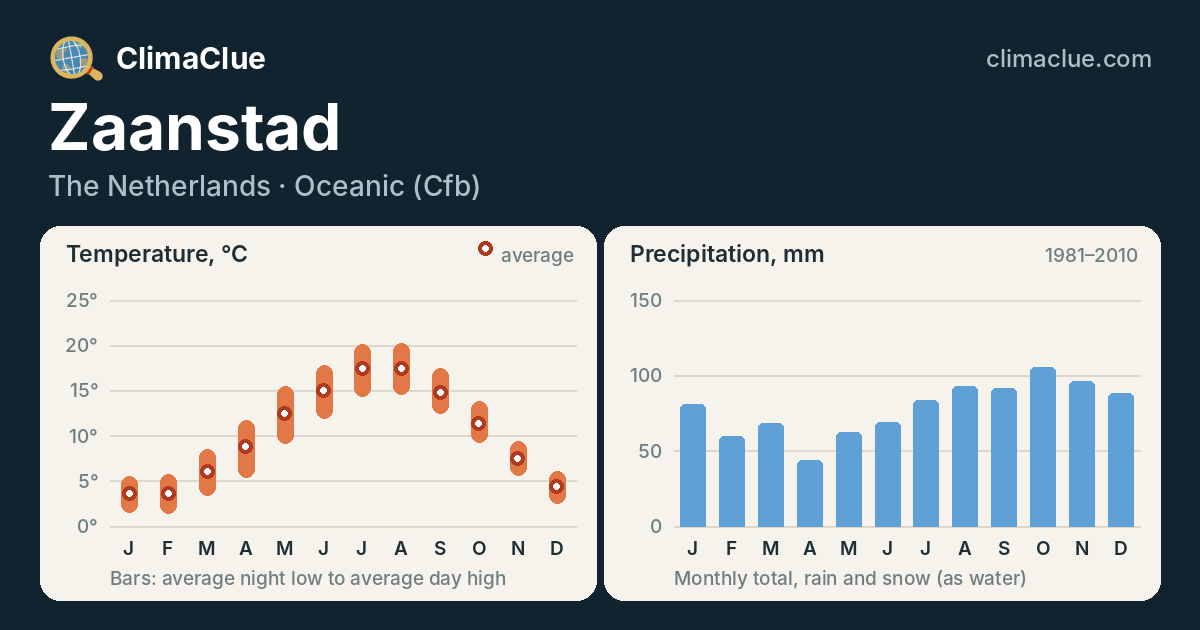 ClimaClue
climaclue.com
Zaanstad
The Netherlands · Oceanic (Cfb)
Temperature, °C
average
25°
20°
15°
10°
5°
0°
J F M A M J J A S O N D
Bars: average night low to average day high
Precipitation, mm
1981–2010
150
100
50
0
J F M A M J J A S O N D
Monthly total, rain and snow (as water)